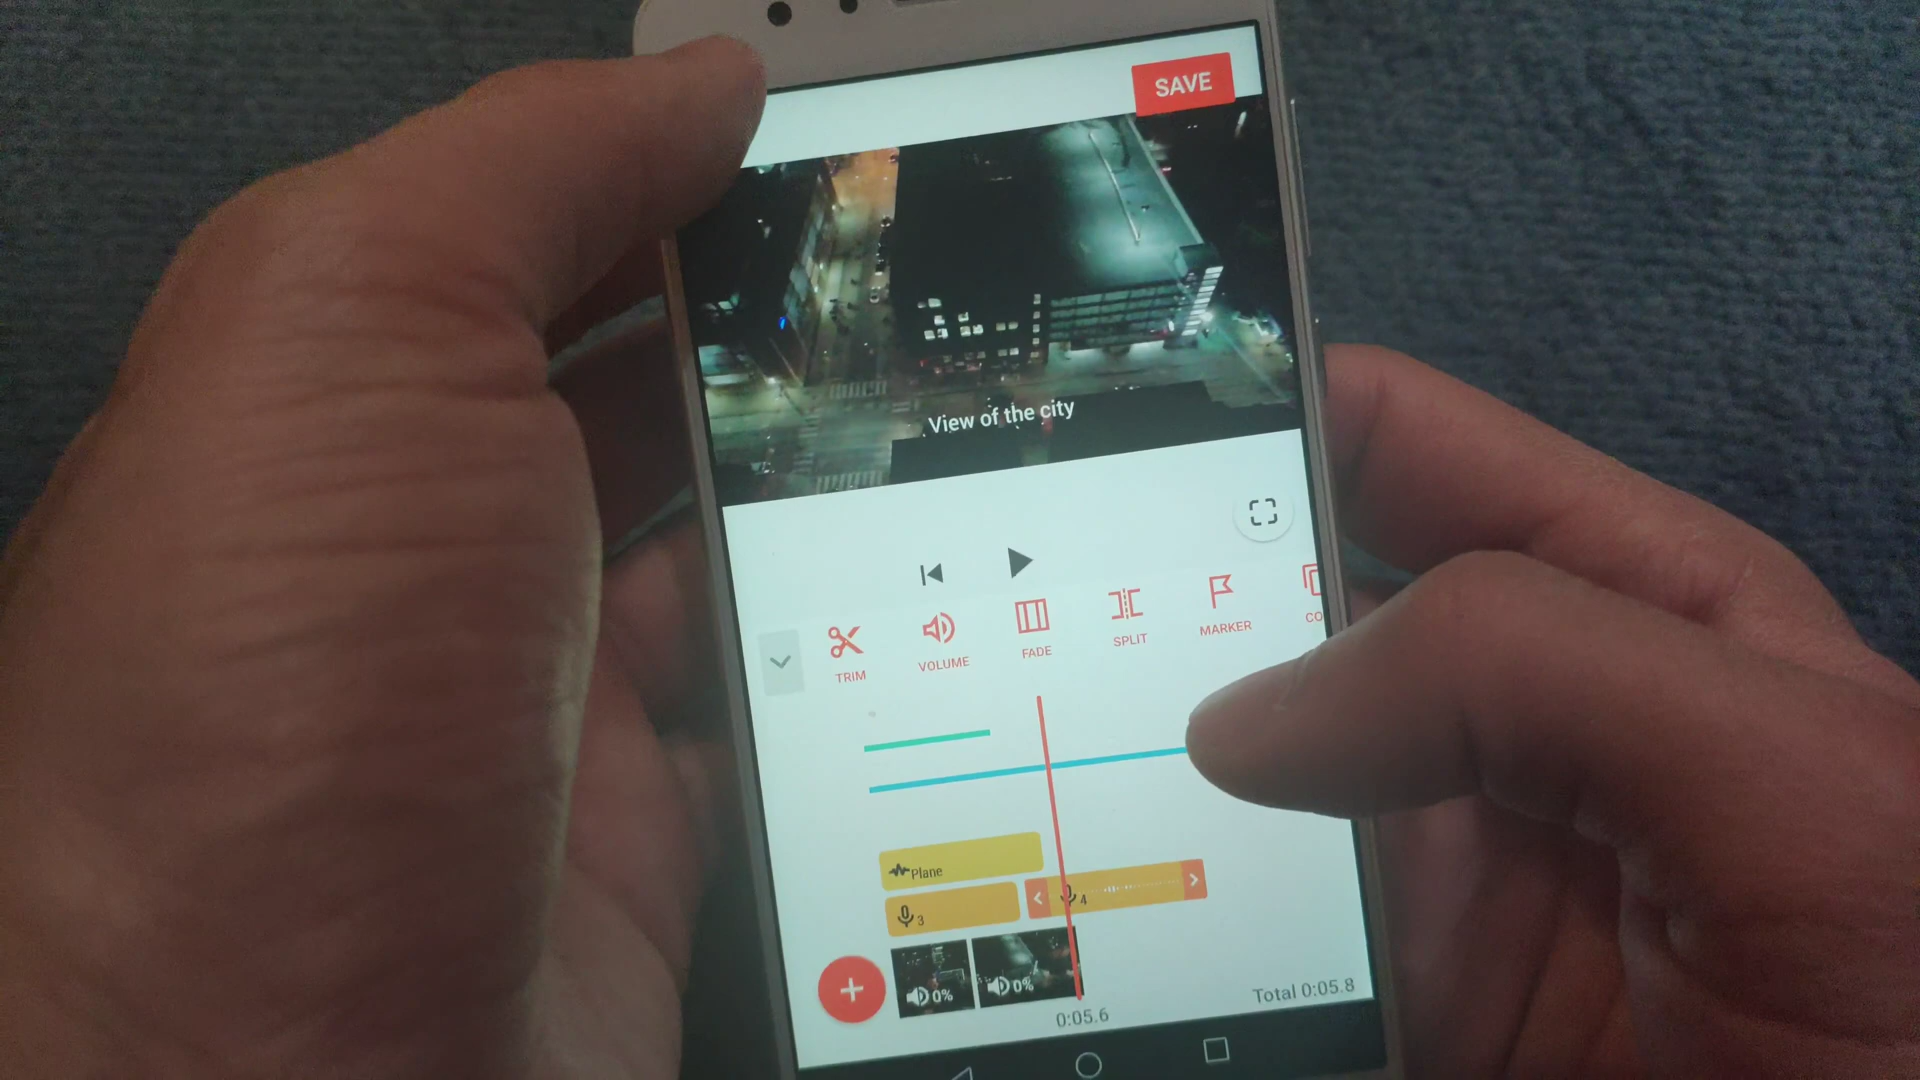 SAVE
View of the city
TRIM
VOLUME
FADE
SPLIT
MARKER
CO
Plane
3
4
0%
0%
Total 0:05.8
0:05.6